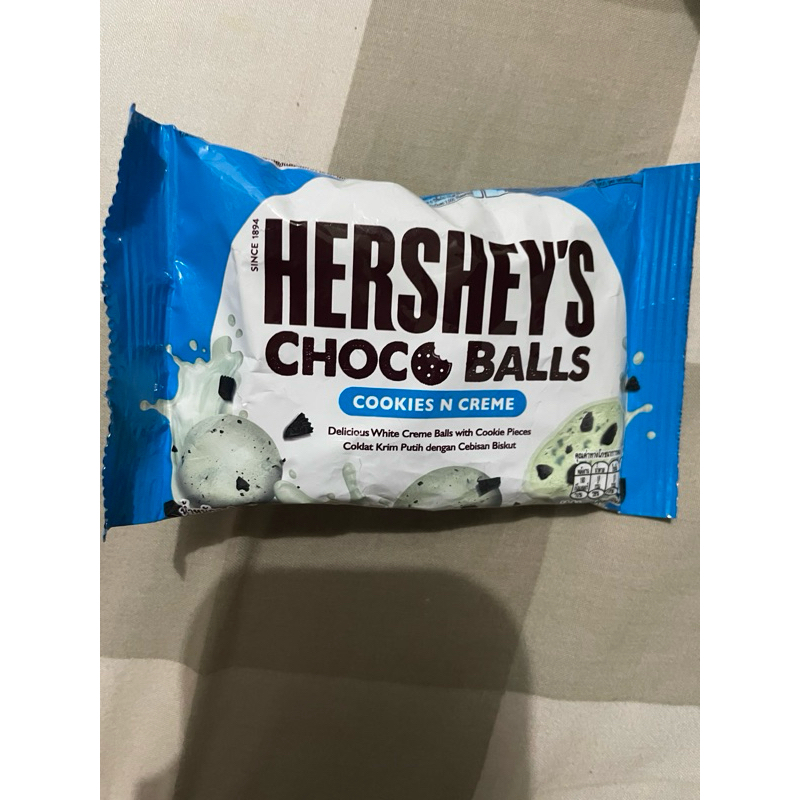 SINCE 1894
HERSHEY'S
CHOCO BALLS
COOKIES N CREME
Delicious White Creme Balls with Cookie Pieces
Coklat Krim Putih dengan Cebisan Biskut